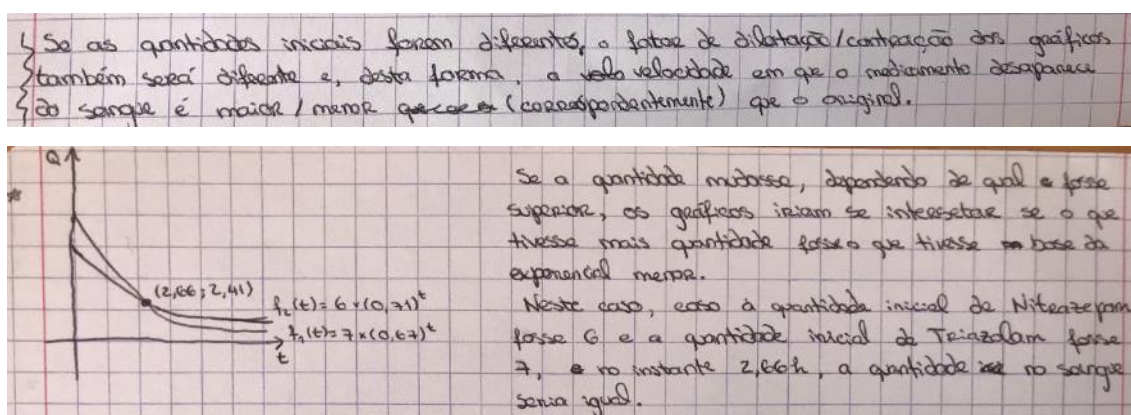 Se as quantidades iniciais forem diferentes, o fator de dilatação/contração dos gráficos
também será diferente e, desta forma, a velocidade em que o medicamento desaparece
do sangue é maior/menor (correspondentemente) que o original.
Q
Se a quantidade mudasse, dependendo de qual fosse
superior, os gráficos iriam se intersetar se o que
tivesse mais quantidade fosse o que tivesse base da
exponencial menor.
(2,66; 2,41)
f₂(t)=6×(0,71)ᵗ
f₁(t)=7×(0,67)ᵗ
t
Neste caso, caso a quantidade inicial de Nitrazepam
fosse 6 e a quantidade inicial de Triazolam fosse
7, no instante 2,66h, a quantidade no sangue
seria igual.